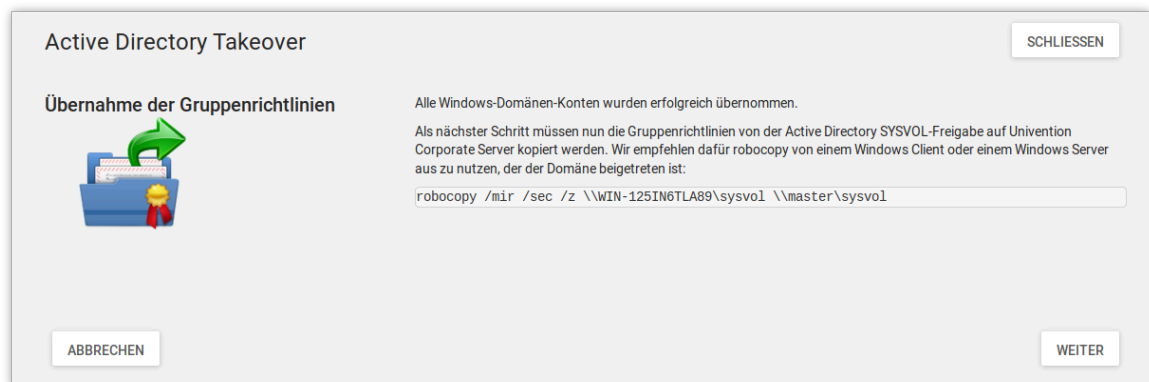 Active Directory Takeover
SCHLIESSEN
Übernahme der Gruppenrichtlinien
Alle Windows-Domänen-Konten wurden erfolgreich übernommen.
Als nächster Schritt müssen nun die Gruppenrichtlinien von der Active Directory SYSVOL-Freigabe auf Univention
Corporate Server kopiert werden. Wir empfehlen dafür robocopy von einem Windows Client oder einem Windows Server
aus zu nutzen, der der Domäne beigetreten ist:
robocopy /mir /sec /z \\WIN-125IN6TLA89\sysvol \\master\sysvol
ABBRECHEN
WEITER